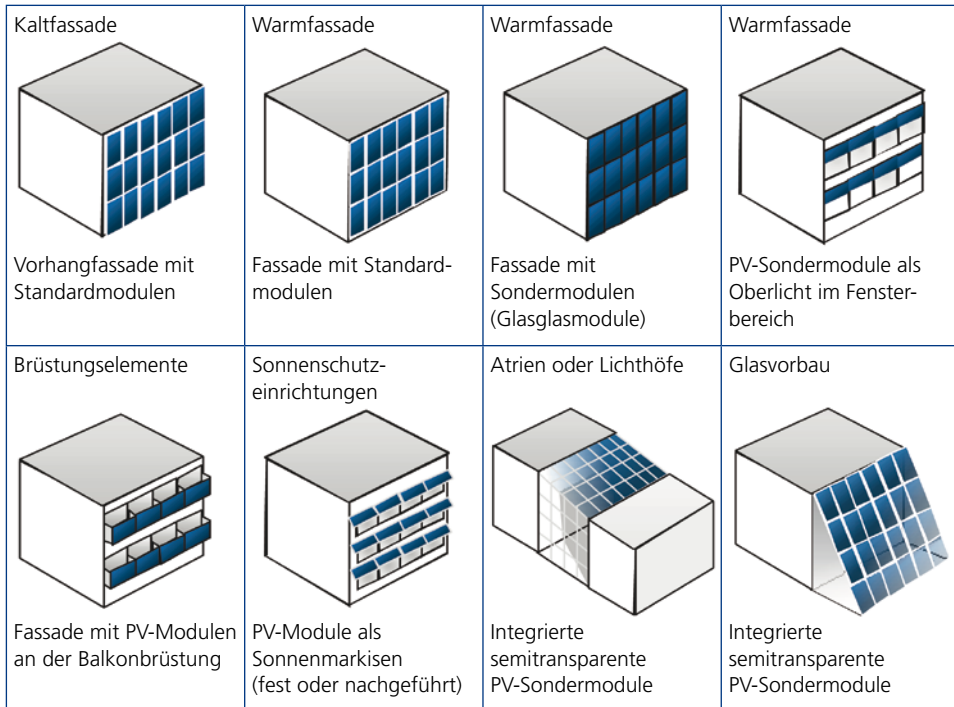 Kaltfassade
Vorhangfassade mit
Standardmodulen
Warmfassade
Fassade mit Standard-
modulen
Warmfassade
Fassade mit
Sondermodulen
(Glasglasmodule)
Warmfassade
PV-Sondermodule als
Oberlicht im Fenster-
bereich
Brüstungselemente
Fassade mit PV-Modulen
an der Balkonbrüstung
Sonnenschutz-
einrichtungen
PV-Module als
Sonnenmarkisen
(fest oder nachgeführt)
Atrien oder Lichthöfe
Integrierte
semitransparente
PV-Sondermodule
Glasvorbau
Integrierte
semitransparente
PV-Sondermodule